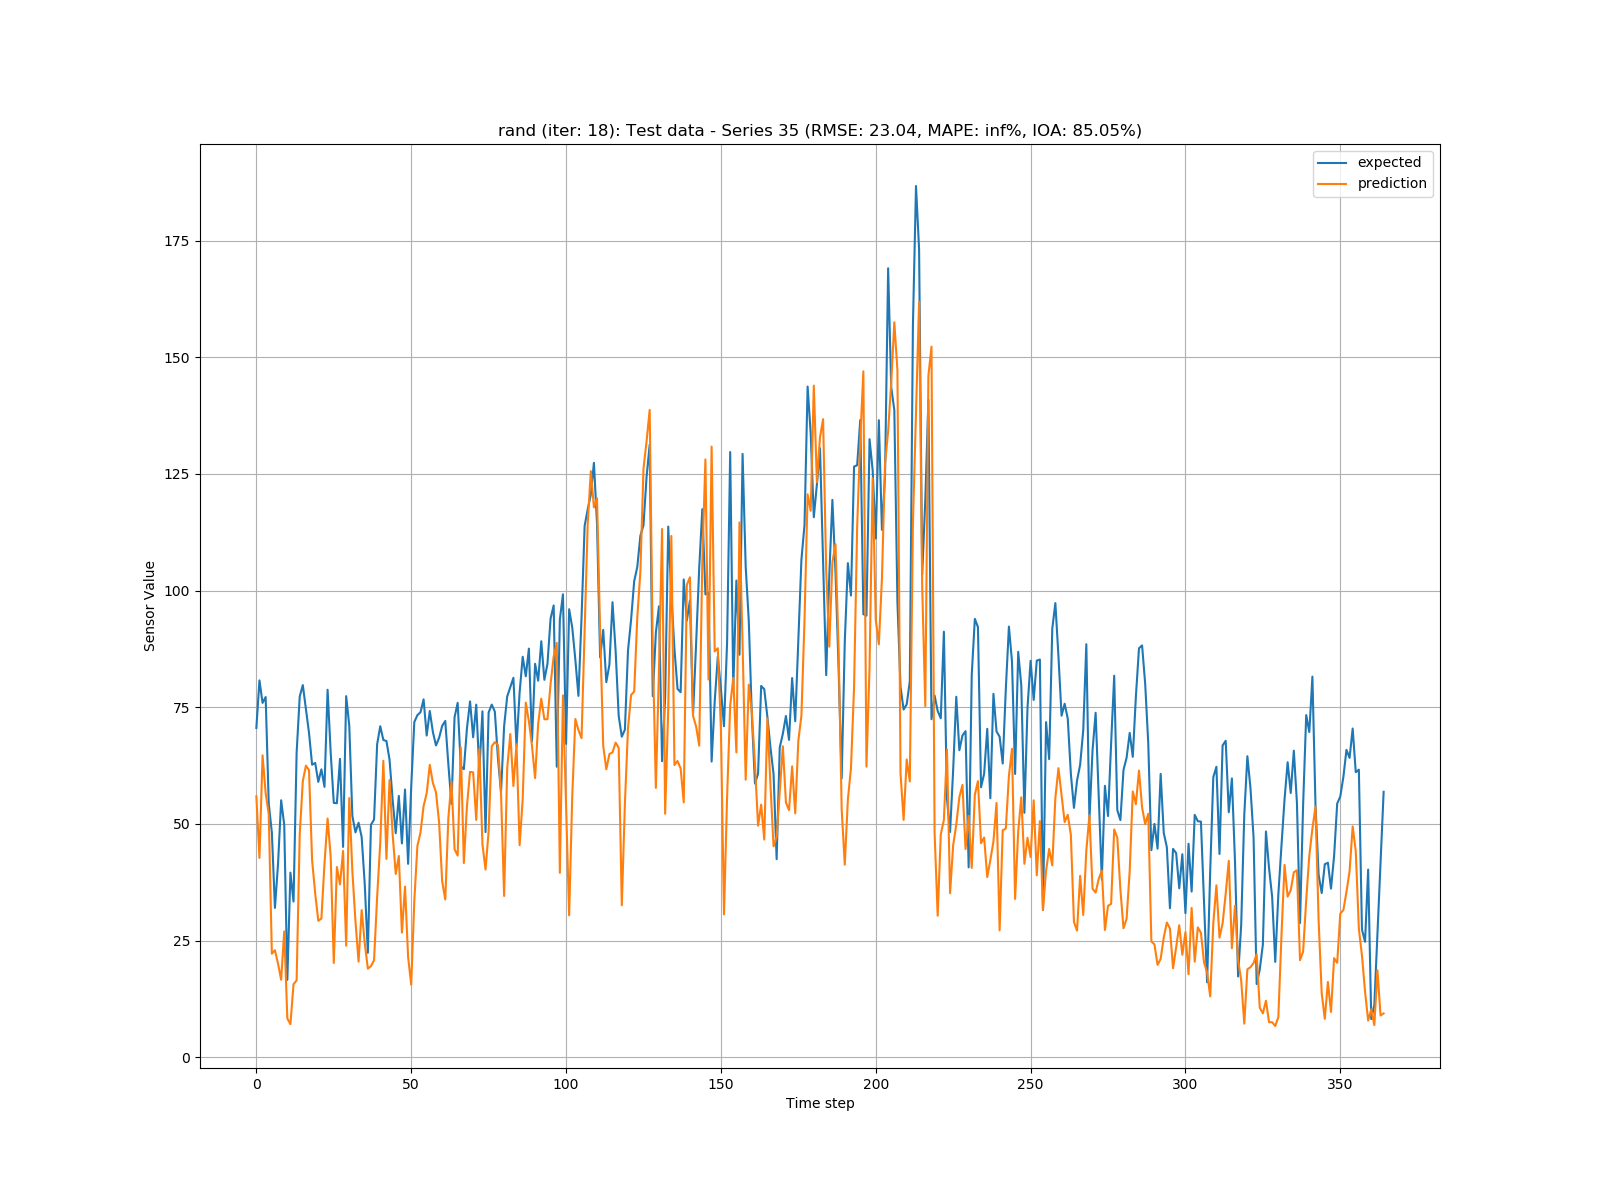 rand (iter: 18): Test data - Series 35 (RMSE: 23.04, MAPE: inf%, IOA: 85.05%)
expected
prediction
175
150
125
100
75
50
25
0
Sensor Value
0 50 100 150 200 250 300 350
Time step